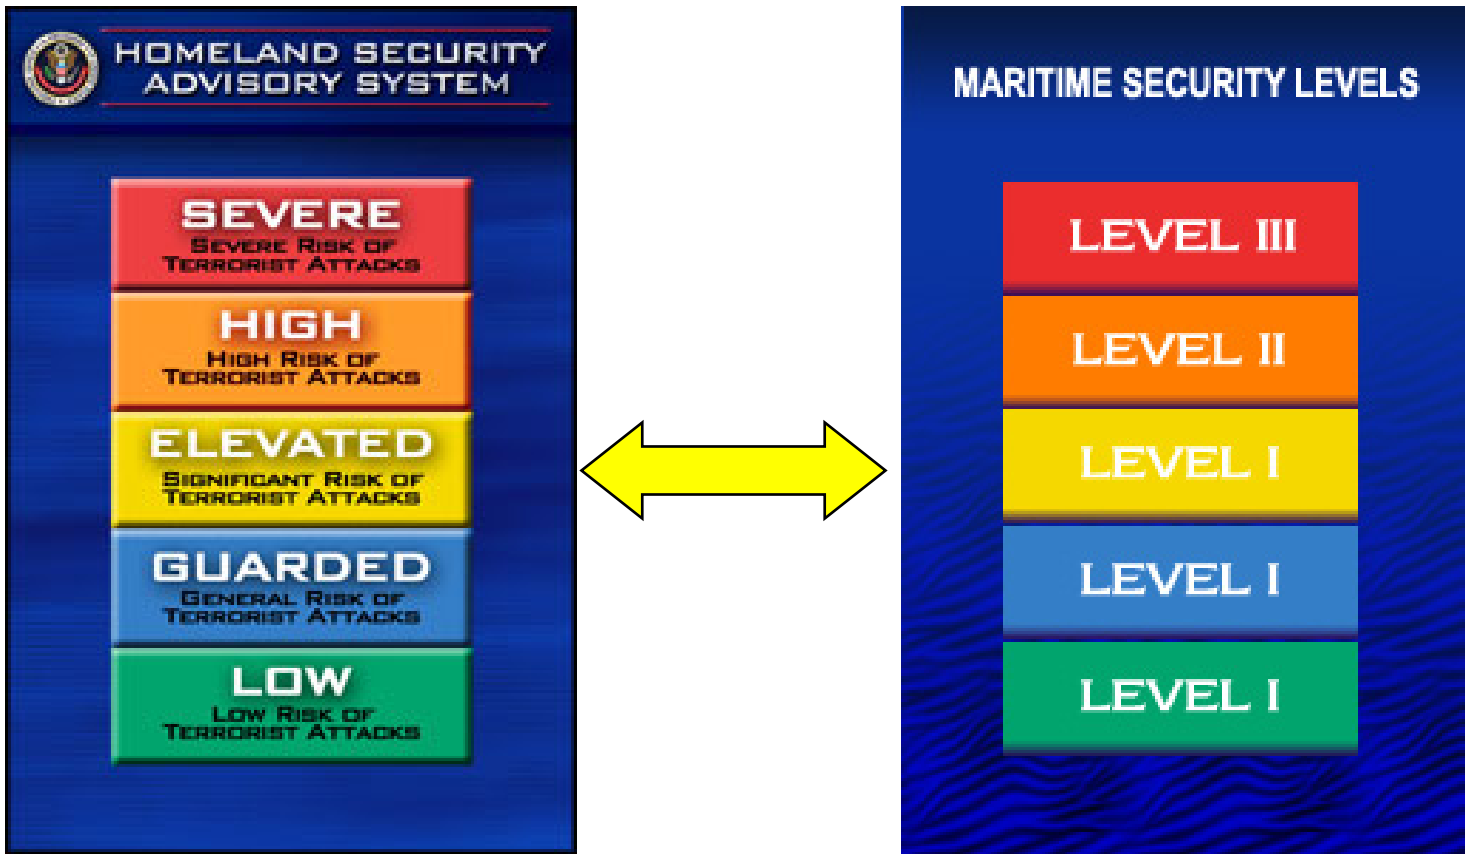 HOMELAND SECURITY
ADVISORY SYSTEM
SEVERE
SEVERE RISK OF
TERRORIST ATTACKS
HIGH
HIGH RISK OF
TERRORIST ATTACKS
ELEVATED
SIGNIFICANT RISK OF
TERRORIST ATTACKS
GUARDED
GENERAL RISK OF
TERRORIST ATTACKS
LOW
LOW RISK OF
TERRORIST ATTACKS
MARITIME SECURITY LEVELS
LEVEL III
LEVEL II
LEVEL I
LEVEL I
LEVEL I